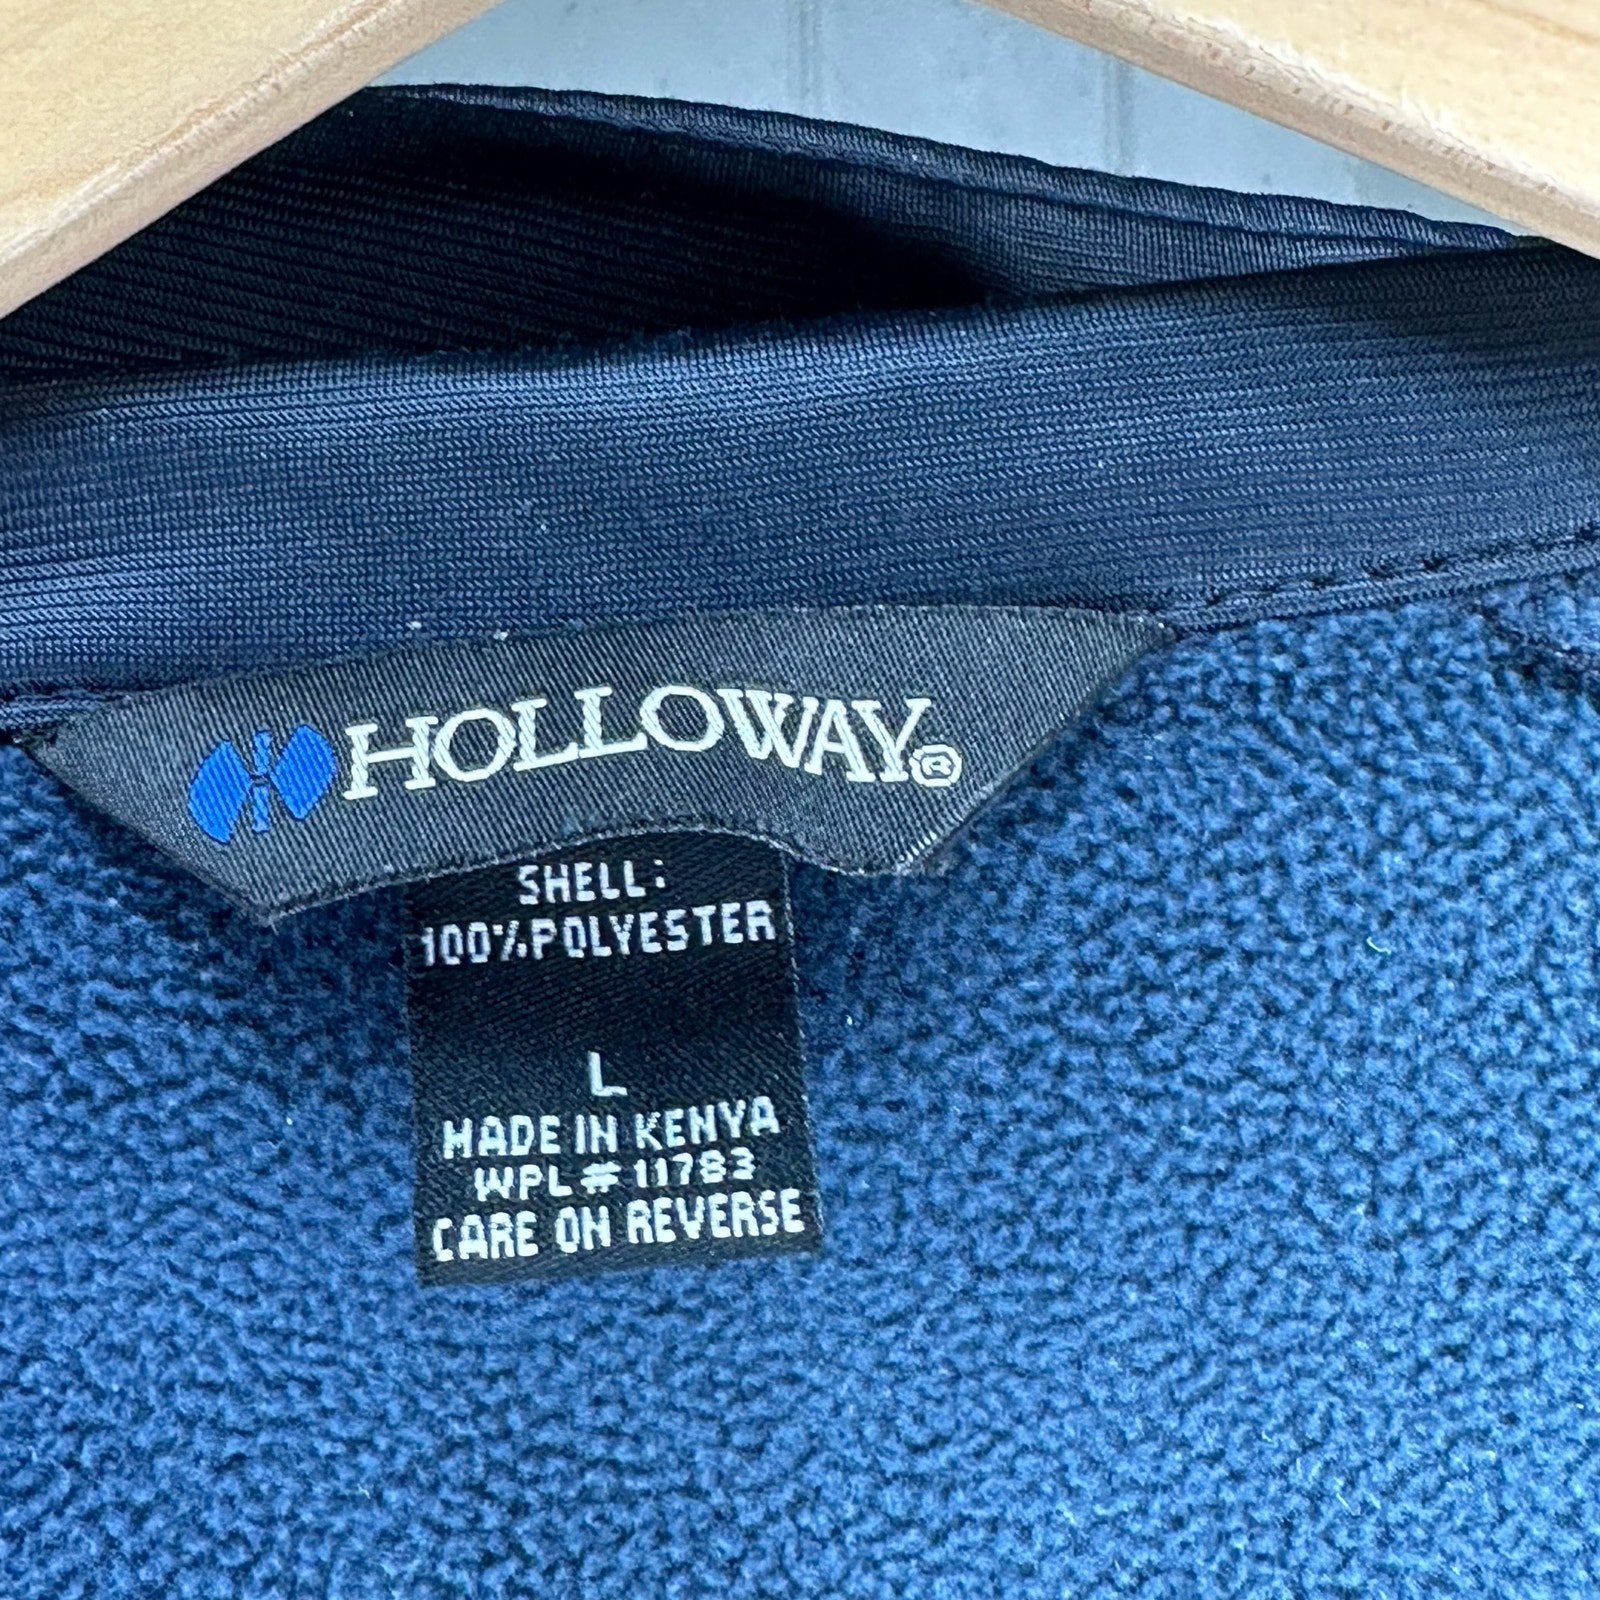 HOLLOWAY®
SHELL:
100%POLYESTER
L
MADE IN KENYA
WPL# 11783
CARE ON REVERSE